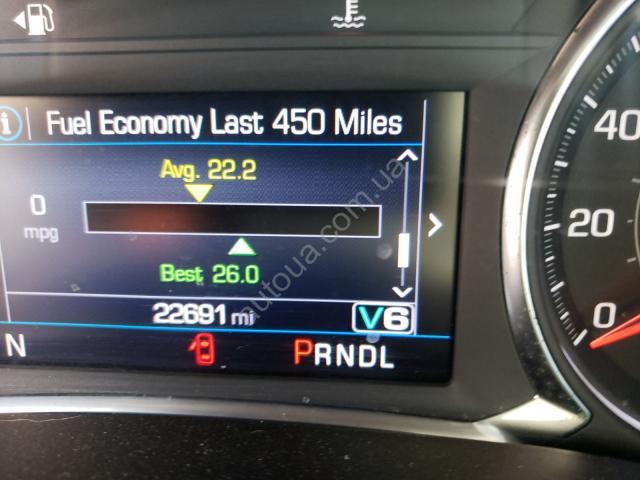 Fuel Economy Last 450 Miles
Avg. 22.2
0
mpg
Best 26.0
22691 mi
V6
N
PRNDL
40
20
0
autoua.com.ua